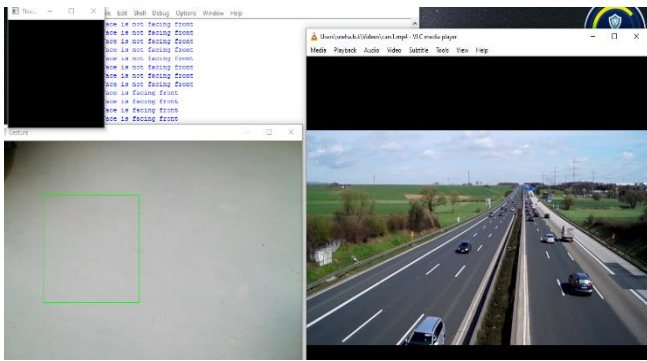 Thre...
File Edit Shell Debug Options Window Help
ace is not facing front
ace is not facing front
ace is not facing front
ace is not facing front
ace is not facing front
ace is not facing front
ace is not facing front
ace is not facing front
ace is facing front
ace is facing front
ace is facing front
ace is facing front
Gesture
VLC media player
Media Playback Audio Video Subtitle Tools View Help